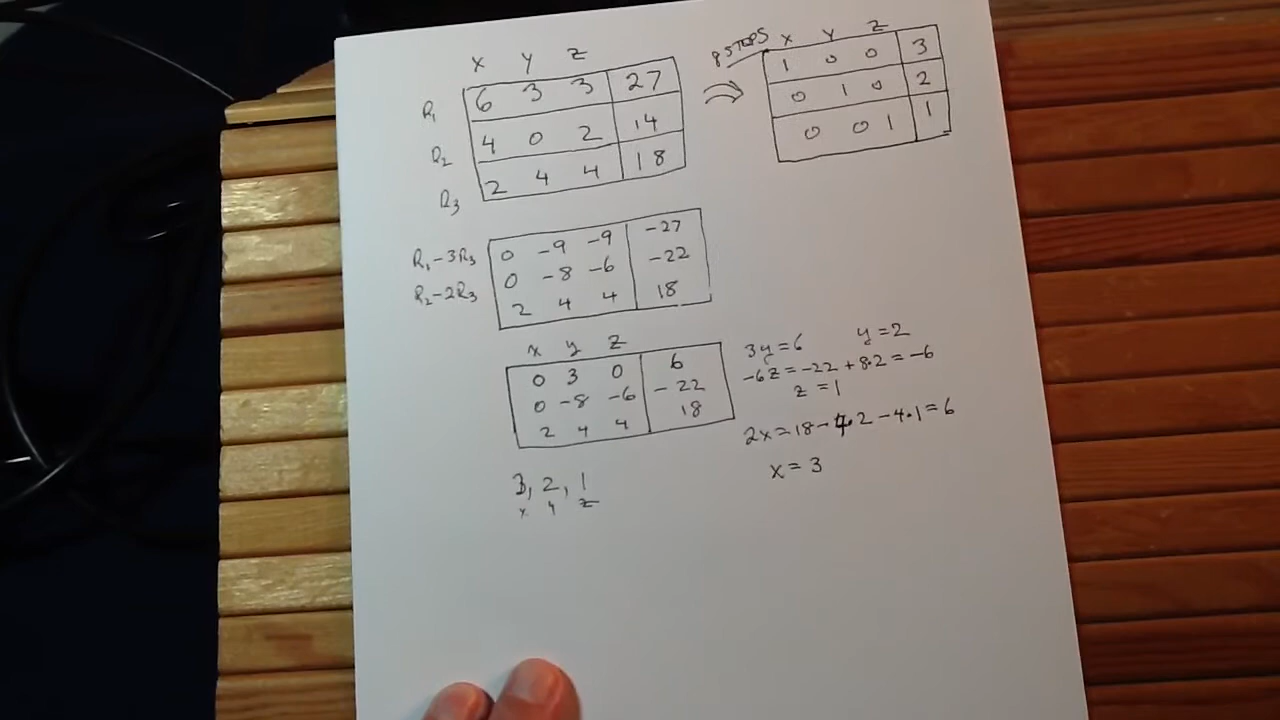 x y z
R₁ 6 3 3 27
R₂ 4 0 2 14
R₃ 2 4 4 18
8 STEPS
⇒
x y z
1 0 0 3
0 1 0 2
0 0 1 1
R₁-3R₃ 0 -9 -9 -27
R₂-2R₃ 0 -8 -6 -22
2 4 4 18
x y z
0 3 0 6
0 -8 -6 -22
2 4 4 18
3y=6 y=2
-6z=-22+8•2=-6
z=1
2x=18-4•2-4•1=6
x=3
3, 2, 1
x y z